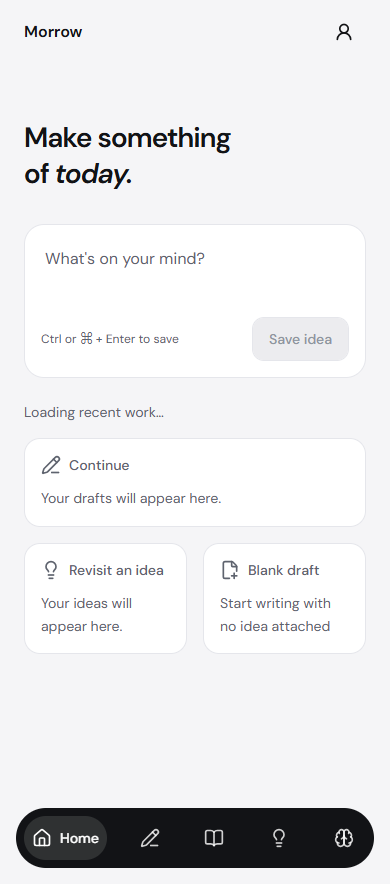 Morrow
Make something
of today.
What's on your mind?
Ctrl or ⌘ + Enter to save
Save idea
Loading recent work…
Continue
Your drafts will appear here.
Revisit an idea
Your ideas will
appear here.
Blank draft
Start writing with
no idea attached
Home